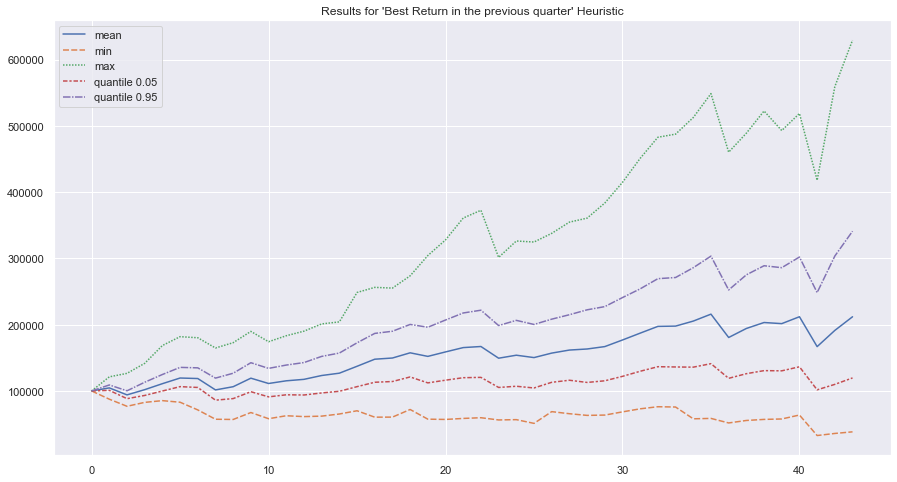 Results for 'Best Return in the previous quarter' Heuristic
mean
min
max
quantile 0.05
quantile 0.95
600000
500000
400000
300000
200000
100000
0
10
20
30
40